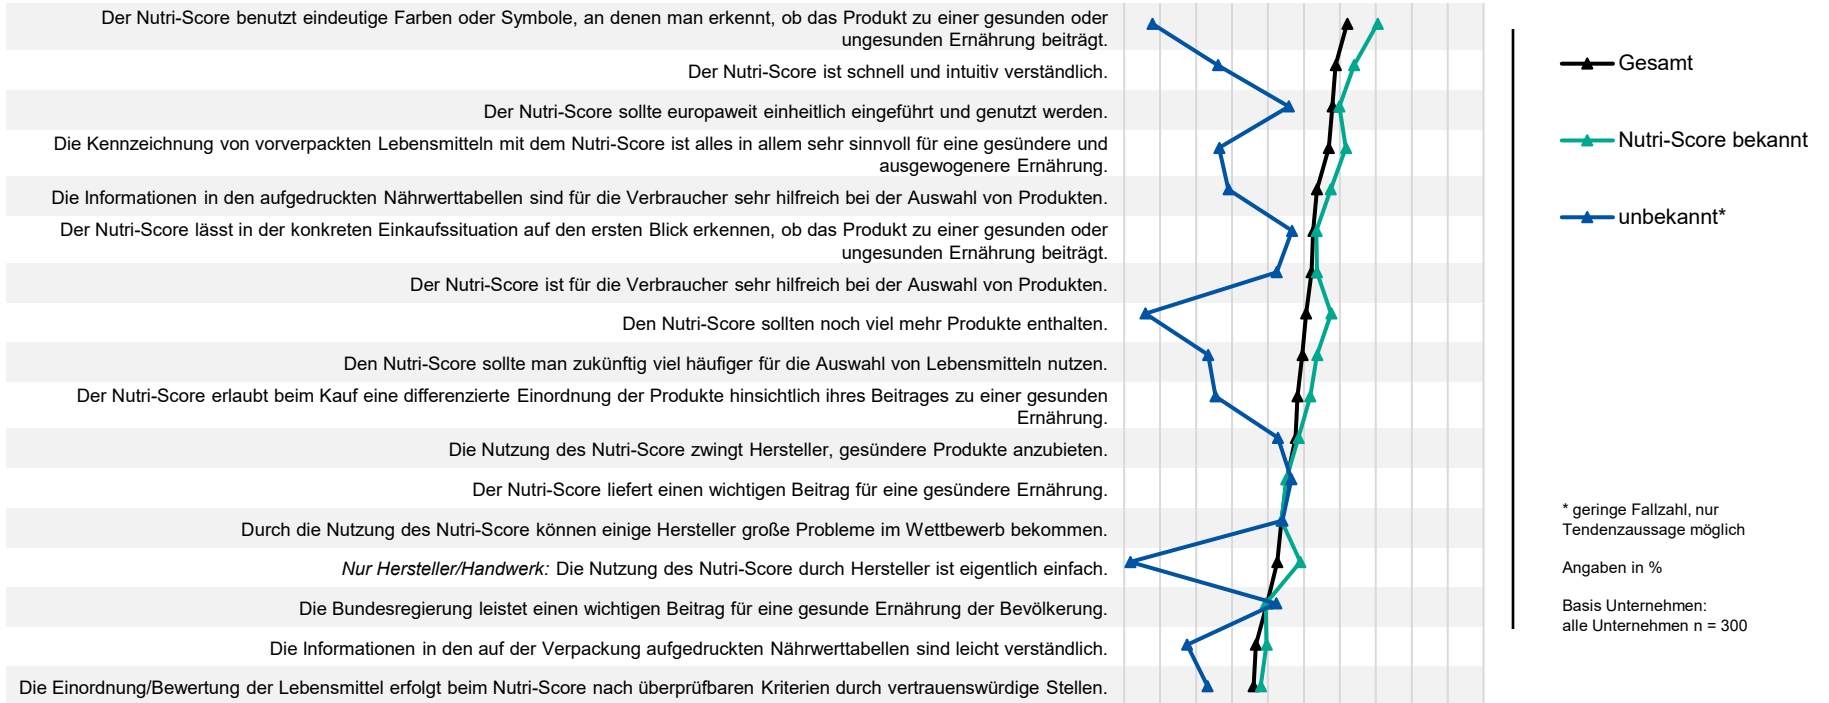 Der Nutri-Score benutzt eindeutige Farben oder Symbole, an denen man erkennt, ob das Produkt zu einer gesunden oder
ungesunden Ernährung beiträgt.
Der Nutri-Score ist schnell und intuitiv verständlich.
Der Nutri-Score sollte europaweit einheitlich eingeführt und genutzt werden.
Die Kennzeichnung von vorverpackten Lebensmitteln mit dem Nutri-Score ist alles in allem sehr sinnvoll für eine gesündere und
ausgewogenere Ernährung.
Die Informationen in den aufgedruckten Nährwerttabellen sind für die Verbraucher sehr hilfreich bei der Auswahl von Produkten.
Der Nutri-Score lässt in der konkreten Einkaufssituation auf den ersten Blick erkennen, ob das Produkt zu einer gesunden oder
ungesunden Ernährung beiträgt.
Der Nutri-Score ist für die Verbraucher sehr hilfreich bei der Auswahl von Produkten.
Den Nutri-Score sollten noch viel mehr Produkte enthalten.
Den Nutri-Score sollte man zukünftig viel häufiger für die Auswahl von Lebensmitteln nutzen.
Der Nutri-Score erlaubt beim Kauf eine differenzierte Einordnung der Produkte hinsichtlich ihres Beitrages zu einer gesunden
Ernährung.
Die Nutzung des Nutri-Score zwingt Hersteller, gesündere Produkte anzubieten.
Der Nutri-Score liefert einen wichtigen Beitrag für eine gesündere Ernährung.
Durch die Nutzung des Nutri-Score können einige Hersteller große Probleme im Wettbewerb bekommen.
Nur Hersteller/Handwerk: Die Nutzung des Nutri-Score durch Hersteller ist eigentlich einfach.
Die Bundesregierung leistet einen wichtigen Beitrag für eine gesunde Ernährung der Bevölkerung.
Die Informationen in den auf der Verpackung aufgedruckten Nährwerttabellen sind leicht verständlich.
Die Einordnung/Bewertung der Lebensmittel erfolgt beim Nutri-Score nach überprüfbaren Kriterien durch vertrauenswürdige Stellen.
Gesamt
Nutri-Score bekannt
unbekannt*
* geringe Fallzahl, nur
Tendenzaussage möglich
Angaben in %
Basis Unternehmen:
alle Unternehmen n = 300